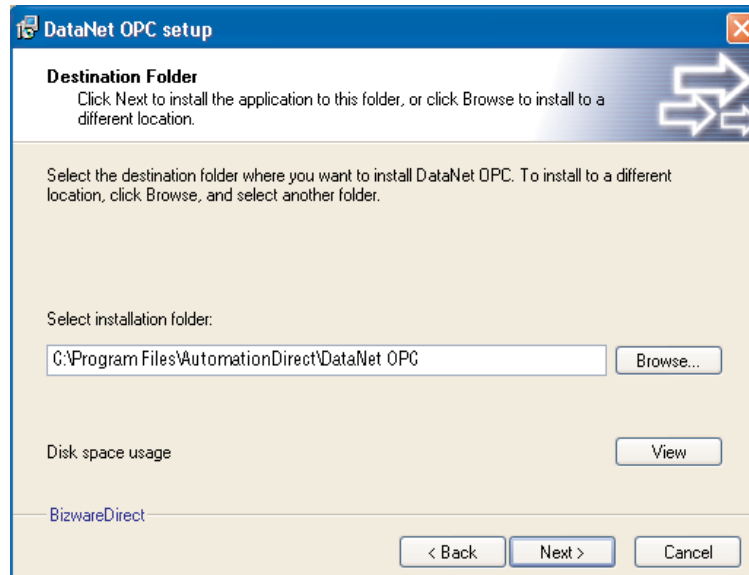 DataNet OPC setup
Destination Folder
Click Next to install the application to this folder, or click Browse to install to a
different location.
Select the destination folder where you want to install DataNet OPC. To install to a different
location, click Browse, and select another folder.
Select installation folder:
C:\Program Files\AutomationDirect\DataNet OPC
Browse...
Disk space usage
View
BizwareDirect
< Back
Next >
Cancel